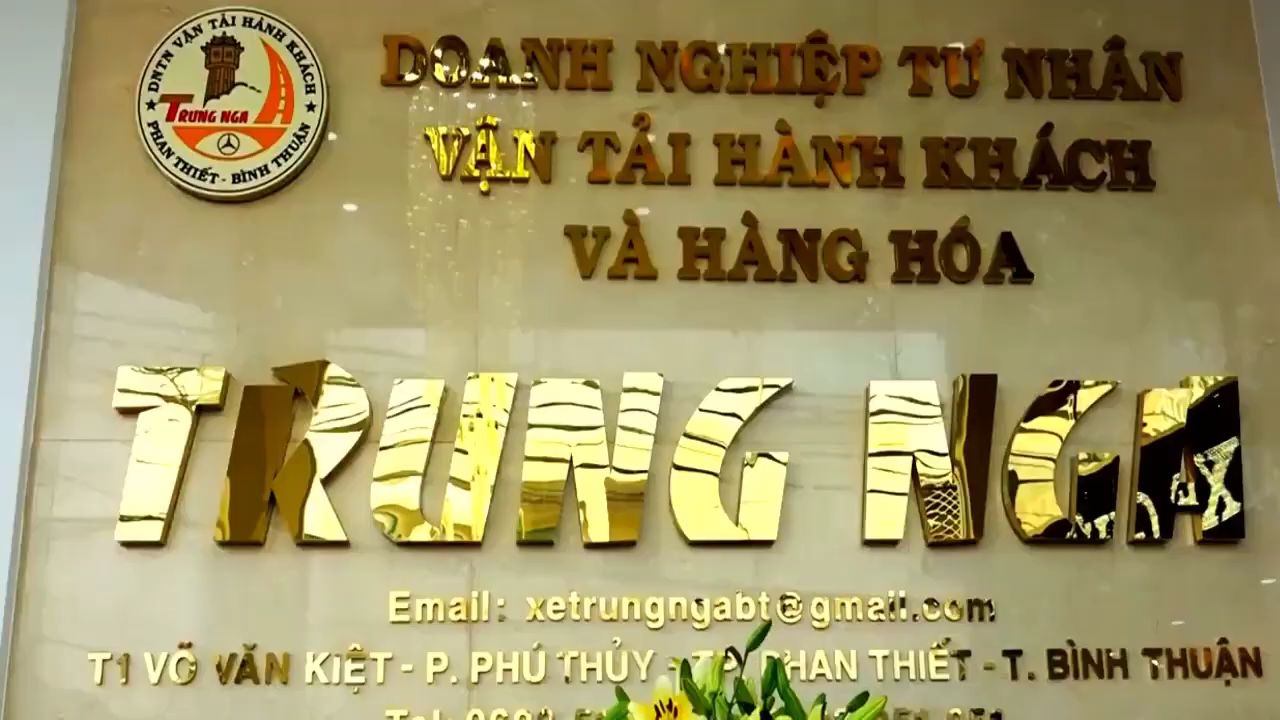 DNTN VẬN TẢI HÀNH KHÁCH
TRUNG NGA
PHAN THIẾT - BÌNH THUẬN
DOANH NGHIỆP TƯ NHÂN
VẬN TẢI HÀNH KHÁCH
VÀ HÀNG HÓA
TRUNG NGA
Email: xetrungngabt@gmail.com
T1 VÕ VĂN KIỆT - P. PHÚ THỦY - TP. PHAN THIẾT - T. BÌNH THUẬN